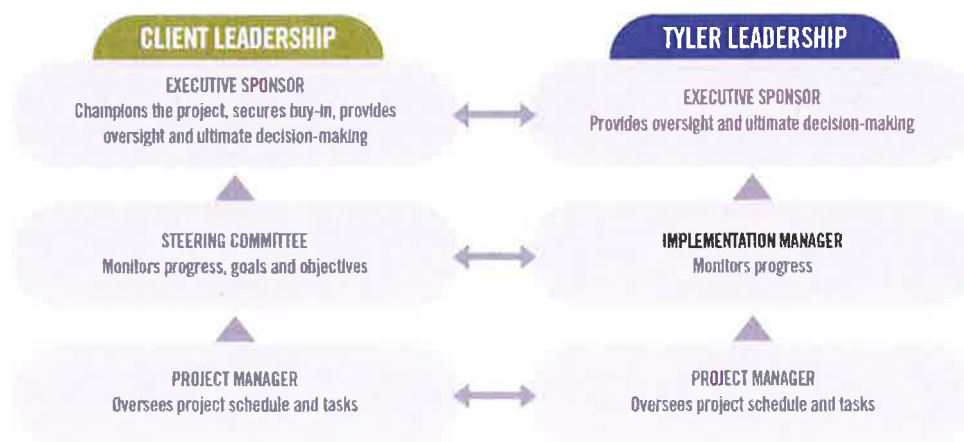 CLIENT LEADERSHIP
EXECUTIVE SPONSOR
Champions the project, secures buy-in, provides
oversight and ultimate decision-making
STEERING COMMITTEE
Monitors progress, goals and objectives
PROJECT MANAGER
Oversees project schedule and tasks
TYLER LEADERSHIP
EXECUTIVE SPONSOR
Provides oversight and ultimate decision-making
IMPLEMENTATION MANAGER
Monitors progress
PROJECT MANAGER
Oversees project schedule and tasks